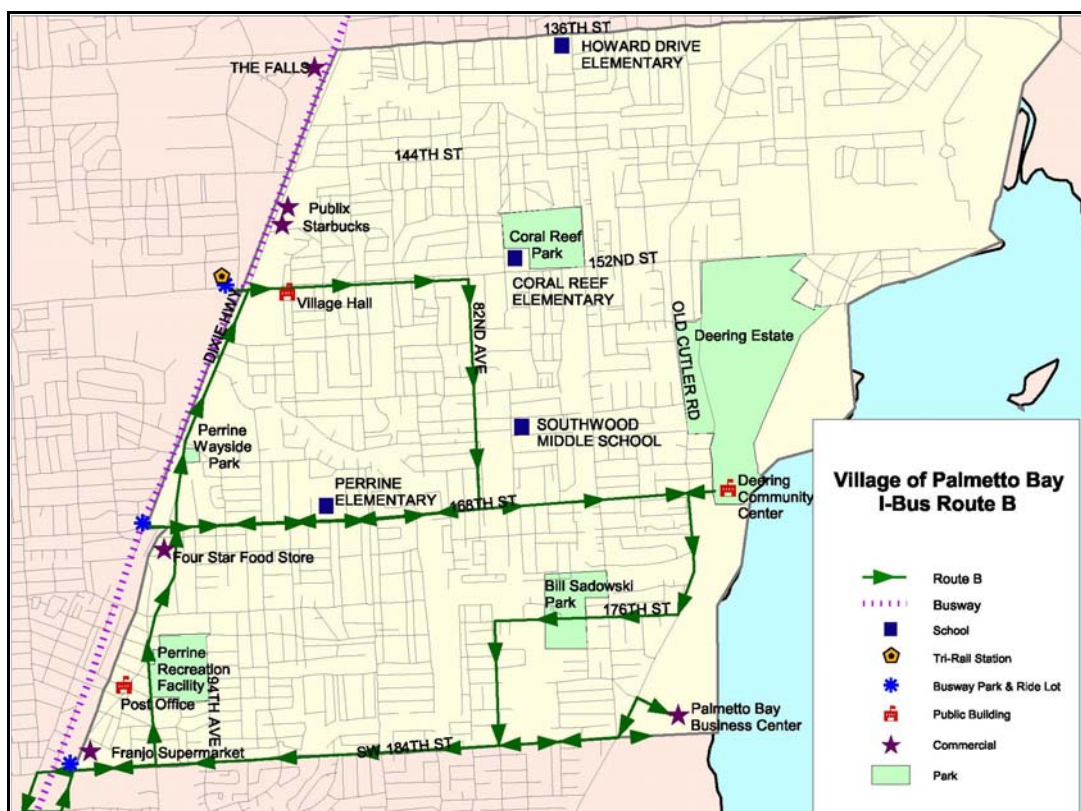 136TH ST
HOWARD DRIVE
ELEMENTARY
THE FALLS
144TH ST
Publix
Starbucks
Coral Reef
Park
152ND ST
CORAL REEF
ELEMENTARY
Village Hall
DIXIE HWY
82ND AVE
OLD CUTLER RD
Deering Estate
Perrine
Wayside
Park
SOUTHWOOD
MIDDLE SCHOOL
PERRINE
ELEMENTARY
168TH ST
Deering
Community
Center
Four Star Food Store
Bill Sadowski
Park
176TH ST
Perrine
Recreation
Facility
94TH AVE
Post Office
Palmetto Bay
Business Center
Franjo Supermarket
SW 184TH ST
Village of Palmetto Bay
I-Bus Route B
Route B
Busway
School
Tri-Rail Station
Busway Park & Ride Lot
Public Building
Commercial
Park